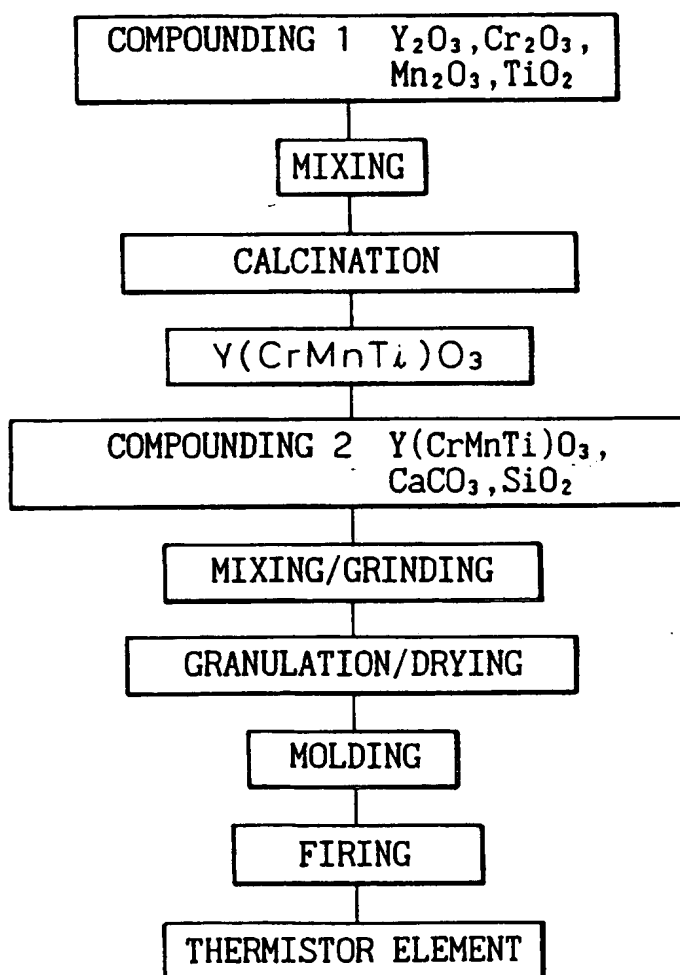 COMPOUNDING 1 Y₂O₃,Cr₂O₃,
Mn₂O₃,TiO₂
MIXING
CALCINATION
Y(CrMnTi)O₃
COMPOUNDING 2 Y(CrMnTi)O₃,
CaCO₃,SiO₂
MIXING/GRINDING
GRANULATION/DRYING
MOLDING
FIRING
THERMISTOR ELEMENT